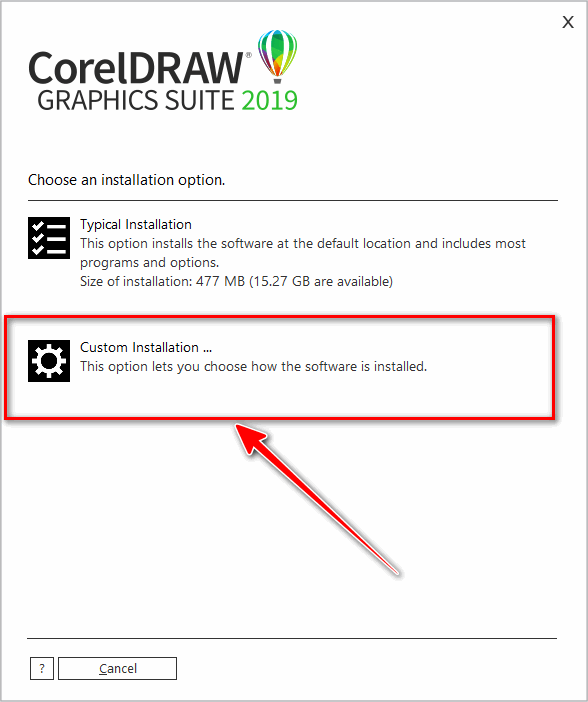 X
CorelDRAW®
GRAPHICS SUITE 2019
Choose an installation option.
Typical Installation
This option installs the software at the default location and includes most
programs and options.
Size of installation: 477 MB (15.27 GB are available)
Custom Installation ...
This option lets you choose how the software is installed.
? Cancel